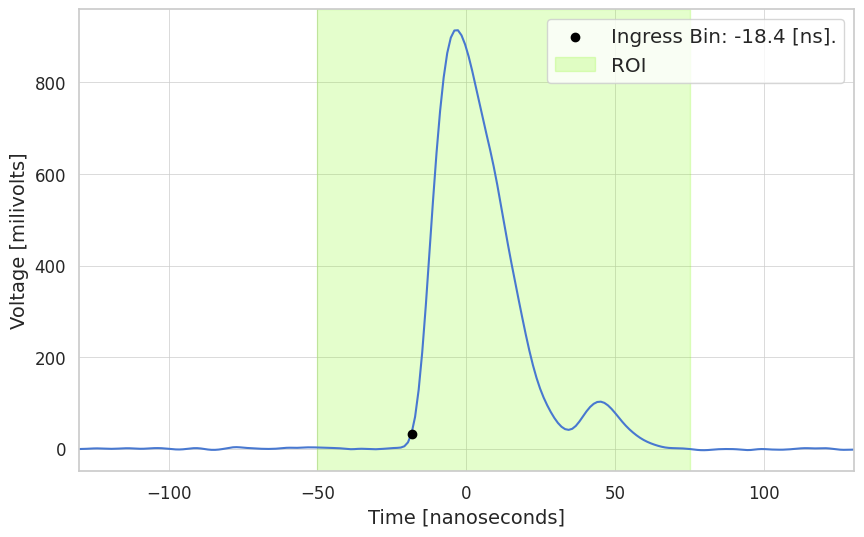 Ingress Bin: -18.4 [ns].
ROI
Voltage [milivolts]
800
600
400
200
0
−100
−50
0
50
100
Time [nanoseconds]